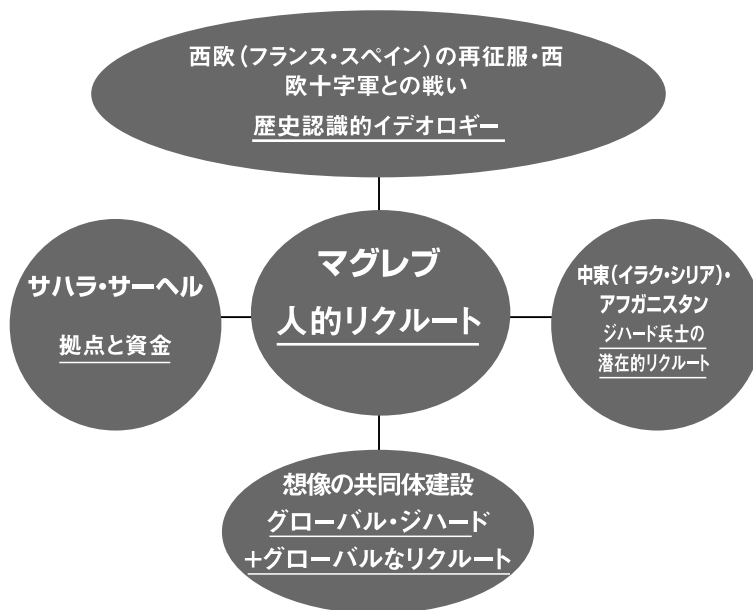 西欧(フランス・スペイン)の再征服・西
欧十字軍との戦い
歴史認識的イデオロギー
サハラ・サーヘル
拠点と資金
マグレブ
人的リクルート
中東(イラク・シリア)・
アフガニスタン
ジハード兵士の
潜在的リクルート
想像の共同体建設
グローバル・ジハード
+グローバルなリクルート